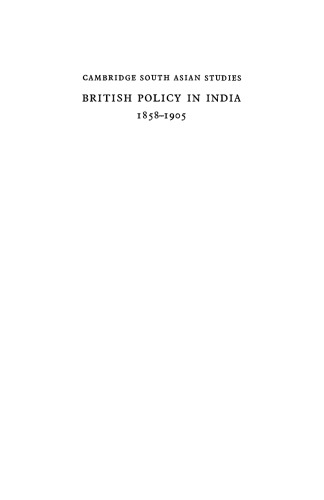 CAMBRIDGE SOUTH ASIAN STUDIES
BRITISH POLICY IN INDIA
1858–1905